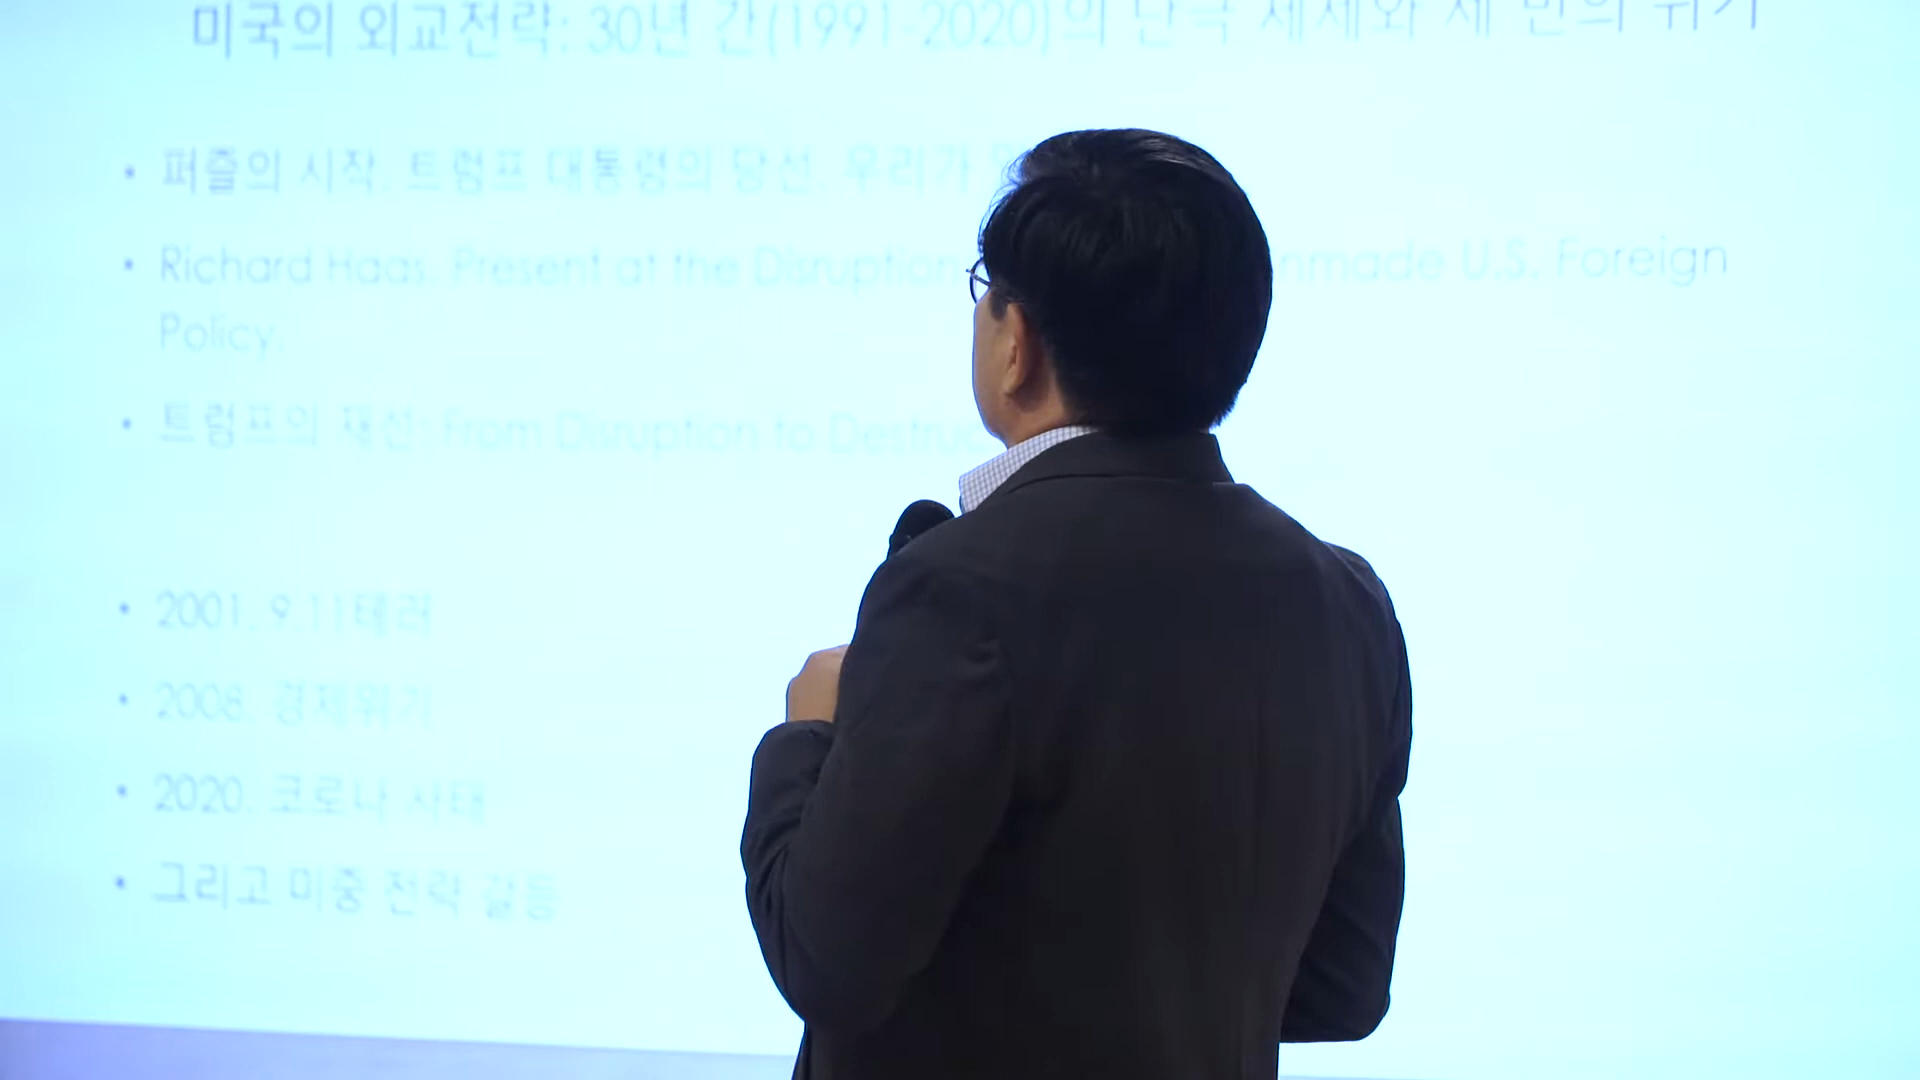 미국의 외교전략: 30년 간(1991-2020)의 단극 체제와 세 번의 위기
• 퍼즐의 시작. 트럼프 대통령의 당선. 우리가
• Richard Haas. Present at the Disruption nmade U.S. Foreign
Policy.
• 트럼프의 재선: From Disruption to Destruc
• 2001. 9.11테러
• 2008. 경제위기
• 2020. 코로나 사태
• 그리고 미중 전략 갈등